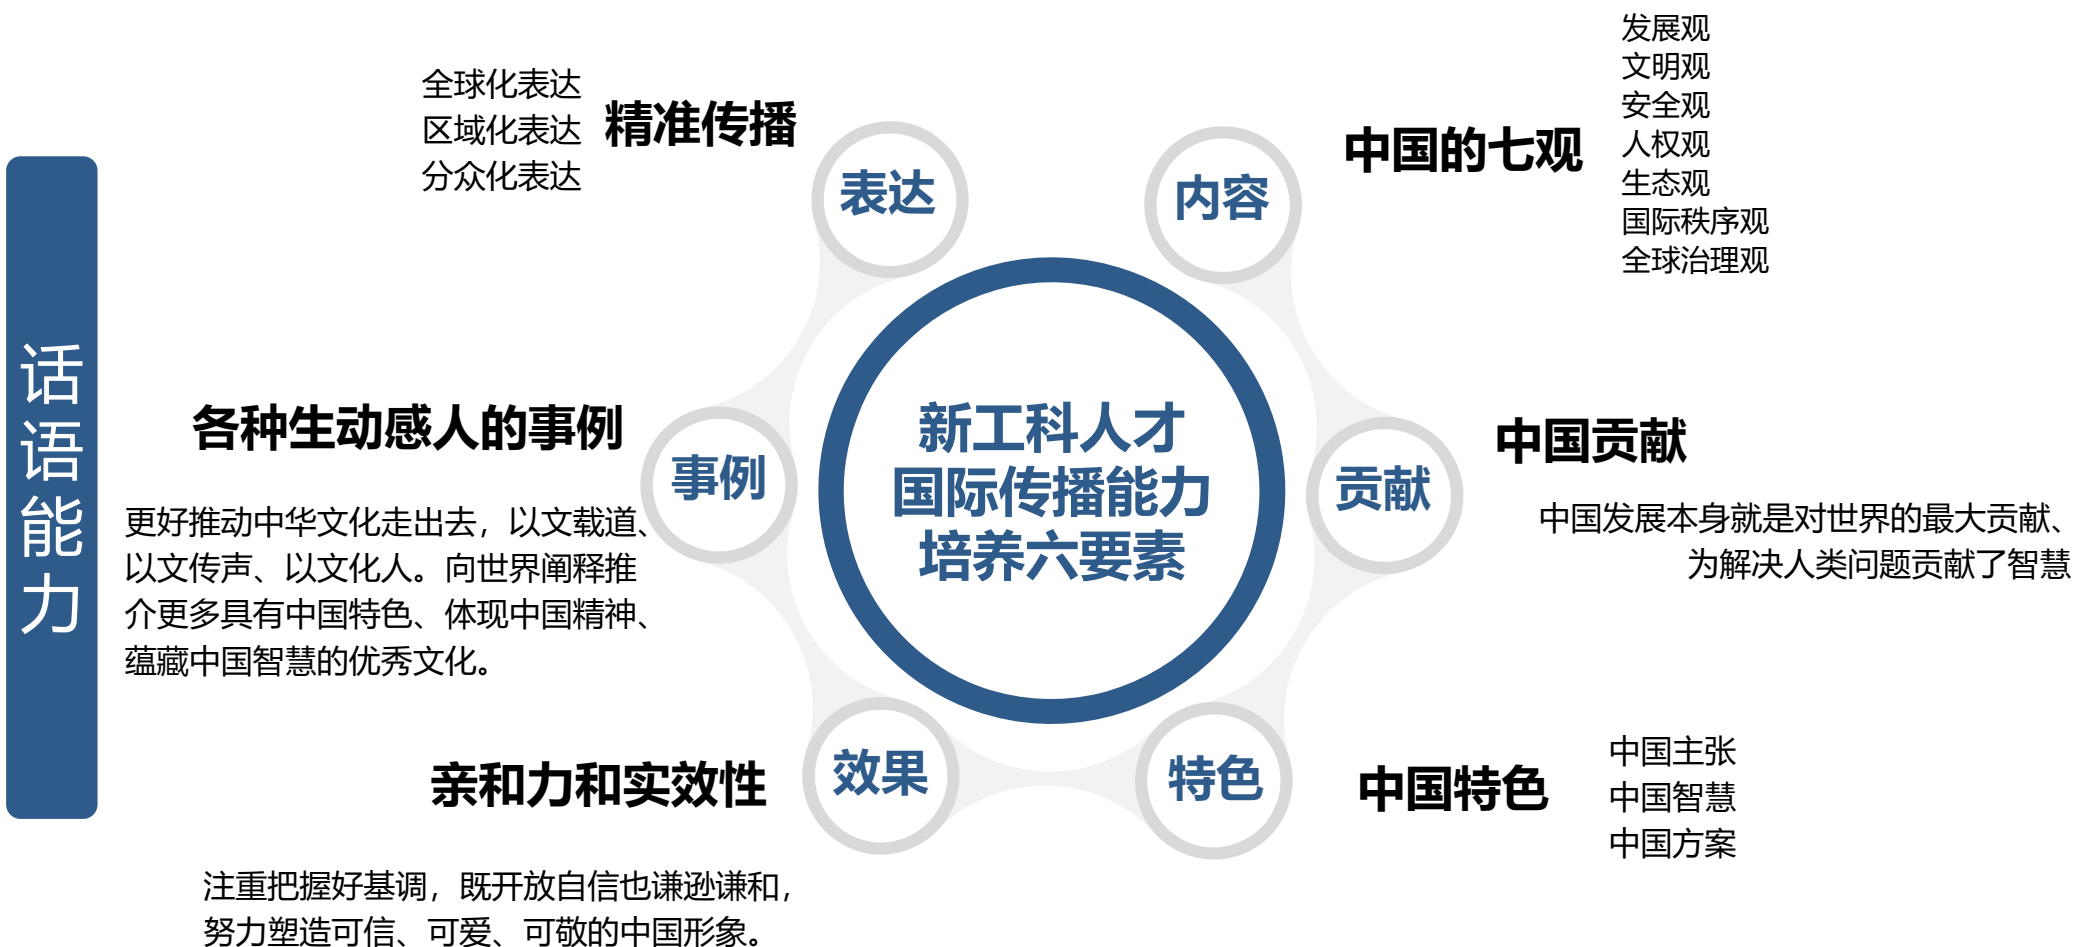 话
语
能
力
全球化表达
区域化表达
分众化表达
精准传播
表达
内容
中国的七观
发展观
文明观
安全观
人权观
生态观
国际秩序观
全球治理观
各种生动感人的事例
更好推动中华文化走出去，以文载道、
以文传声、以文化人。向世界阐释推
介更多具有中国特色、体现中国精神、
蕴藏中国智慧的优秀文化。
事例
新工科人才
国际传播能力
培养六要素
贡献
中国贡献
中国发展本身就是对世界的最大贡献、
为解决人类问题贡献了智慧
亲和力和实效性
注重把握好基调，既开放自信也谦逊谦和，
努力塑造可信、可爱、可敬的中国形象。
效果
特色
中国特色
中国主张
中国智慧
中国方案